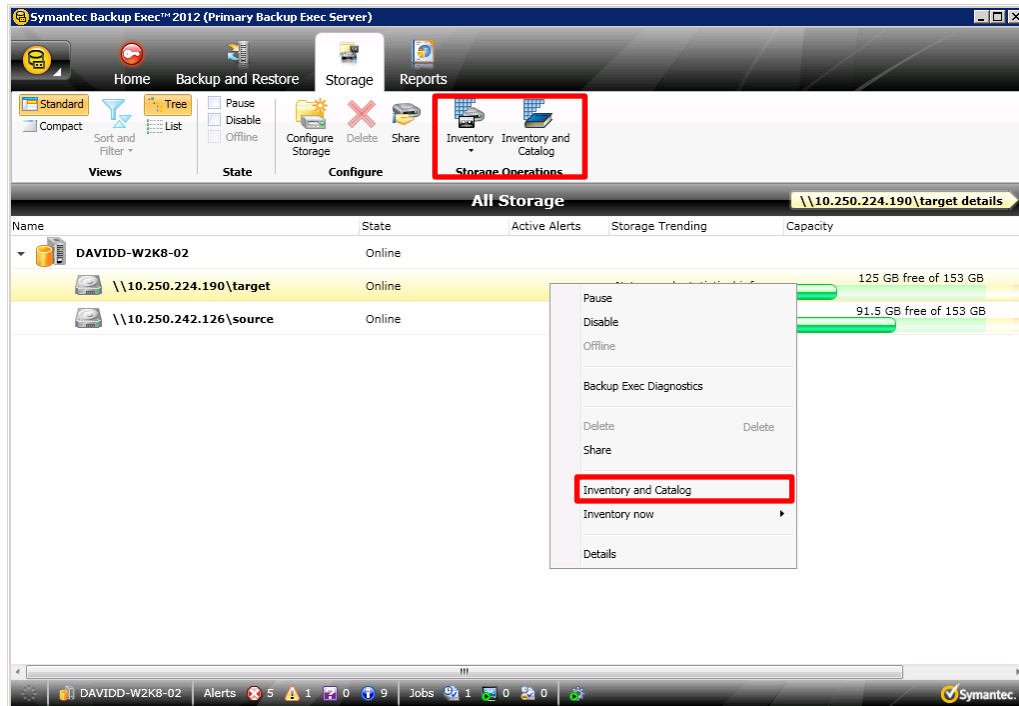 Symantec Backup Exec™ 2012 (Primary Backup Exec Server)
Home Backup and Restore Storage Reports
Standard Compact Sort and Filter Tree List
Views
Pause Disable Offline
State
Configure Storage Delete Share
Configure
Inventory Inventory and Catalog
Storage Operations
All Storage \\10.250.224.190\target details
Name State Active Alerts Storage Trending Capacity
DAVIDD-W2K8-02 Online
\\10.250.224.190\target Online 125 GB free of 153 GB
\\10.250.242.126\source Online 91.5 GB free of 153 GB
Pause
Disable
Offline
Backup Exec Diagnostics
Delete Delete
Share
Inventory and Catalog
Inventory now
Details
DAVIDD-W2K8-02 Alerts 5 1 0 9 Jobs 1 0 0 Symantec.